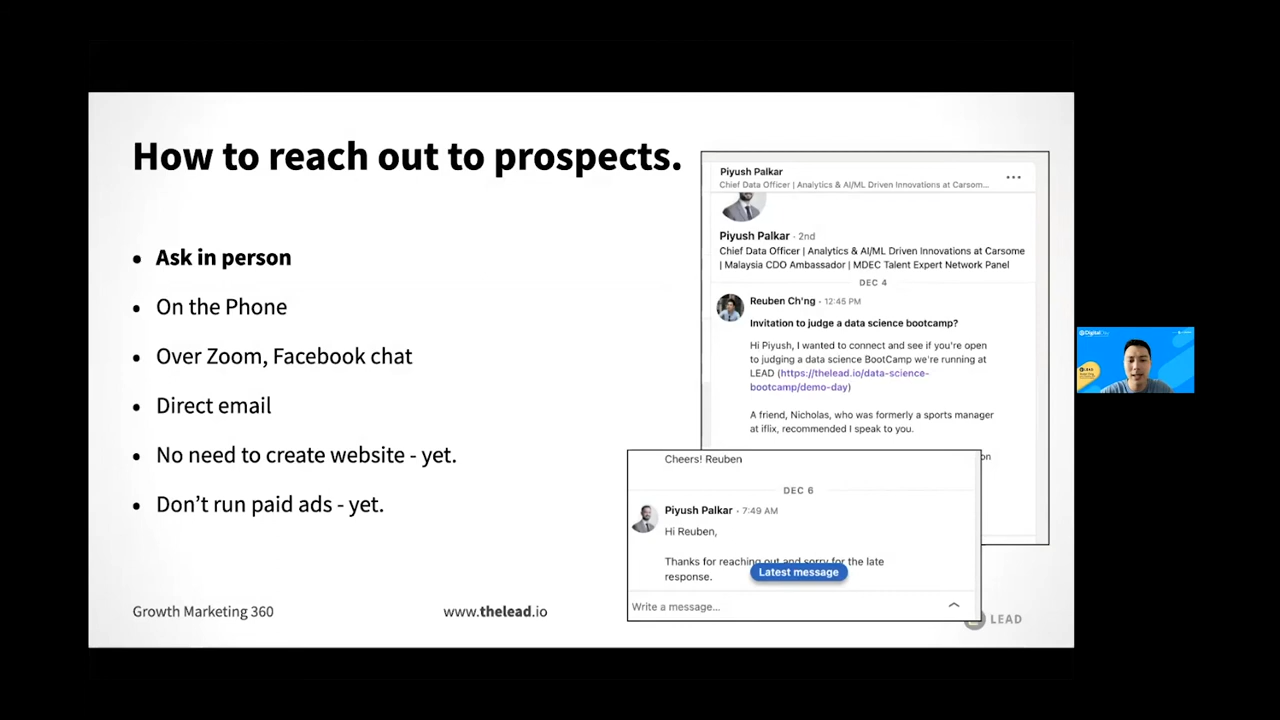 How to reach out to prospects.
• Ask in person
• On the Phone
• Over Zoom, Facebook chat
• Direct email
• No need to create website - yet.
• Don’t run paid ads - yet.
Piyush Palkar
Chief Data Officer | Analytics & AI/ML Driven Innovations at Carsom...
Piyush Palkar · 2nd
Chief Data Officer | Analytics & AI/ML Driven Innovations at Carsome
| Malaysia CDO Ambassador | MDEC Talent Expert Network Panel
DEC 4
Reuben Ch'ng · 12:45 PM
Invitation to judge a data science bootcamp?
Hi Piyush, I wanted to connect and see if you're open
to judging a data science BootCamp we're running at
LEAD (https://thelead.io/data-science-
bootcamp/demo-day)
A friend, Nicholas, who was formerly a sports manager
at iflix, recommended I speak to you.
on
Cheers! Reuben
DEC 6
Piyush Palkar · 7:49 AM
Hi Reuben,
Thanks for reaching out and sorry for the late
response.
Latest message
Write a message...
Growth Marketing 360
www.thelead.io
LEAD
LEAD